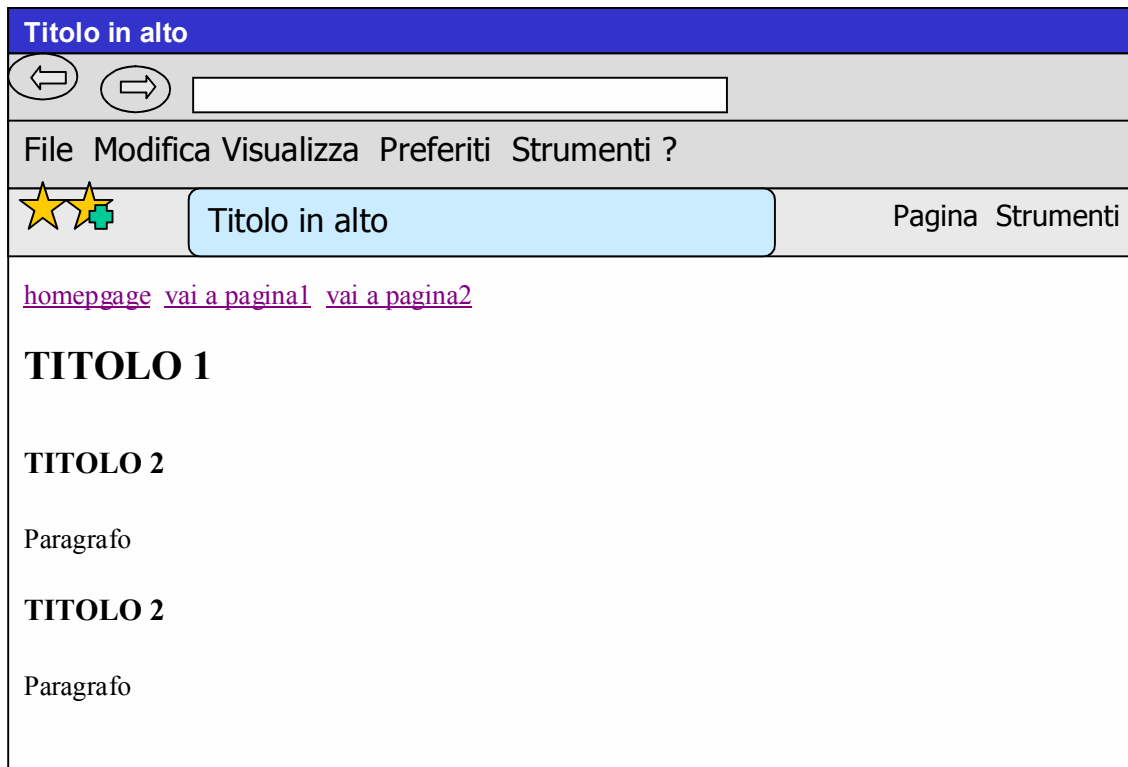 Titolo in alto
File Modifica Visualizza Preferiti Strumenti ?
Titolo in alto Pagina Strumenti
homepgage vai a pagina1 vai a pagina2
TITOLO 1
TITOLO 2
Paragrafo
TITOLO 2
Paragrafo